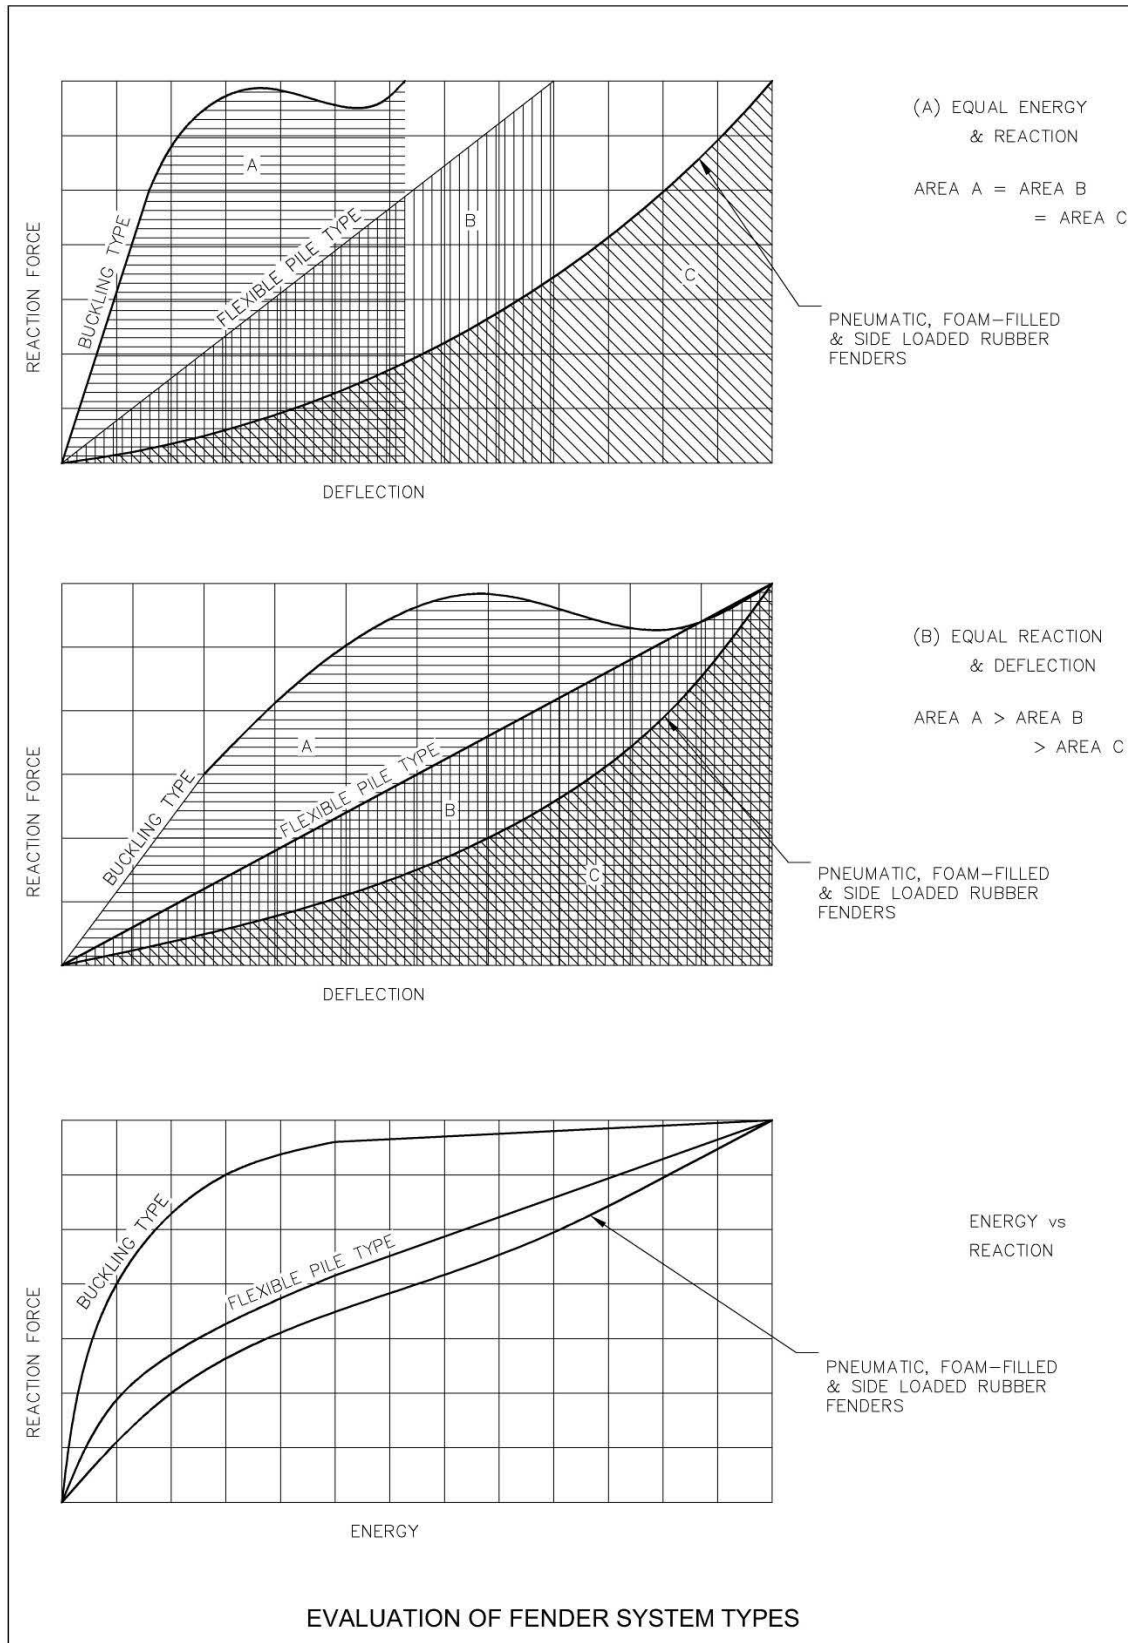 REACTION FORCE
BUCKLING TYPE
A
FLEXIBLE PILE TYPE
B
C
DEFLECTION
(A) EQUAL ENERGY
& REACTION
AREA A = AREA B
= AREA C
PNEUMATIC, FOAM-FILLED
& SIDE LOADED RUBBER
FENDERS
REACTION FORCE
BUCKLING TYPE
A
FLEXIBLE PILE TYPE
B
C
DEFLECTION
(B) EQUAL REACTION
& DEFLECTION
AREA A > AREA B
> AREA C
PNEUMATIC, FOAM-FILLED
& SIDE LOADED RUBBER
FENDERS
REACTION FORCE
BUCKLING TYPE
FLEXIBLE PILE TYPE
ENERGY
ENERGY vs
REACTION
PNEUMATIC, FOAM-FILLED
& SIDE LOADED RUBBER
FENDERS
EVALUATION OF FENDER SYSTEM TYPES